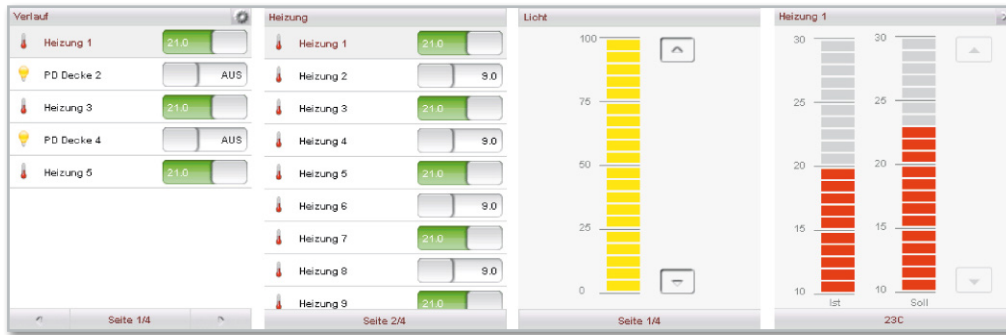 Verlauf
Heizung 1 21.0
PD Decke 2 AUS
Heizung 3 21.0
PD Decke 4 AUS
Heizung 5 21.0
Seite 1/4
Heizung
Heizung 1 21.0
Heizung 2 9.0
Heizung 3 21.0
Heizung 4 9.0
Heizung 5 21.0
Heizung 6 9.0
Heizung 7 21.0
Heizung 8 9.0
Heizung 9 21.0
Seite 2/4
Licht
100
75
50
25
0
Seite 1/4
Heizung 1
30 30
25 25
20 20
15 15
10 10
Ist Soll
23C